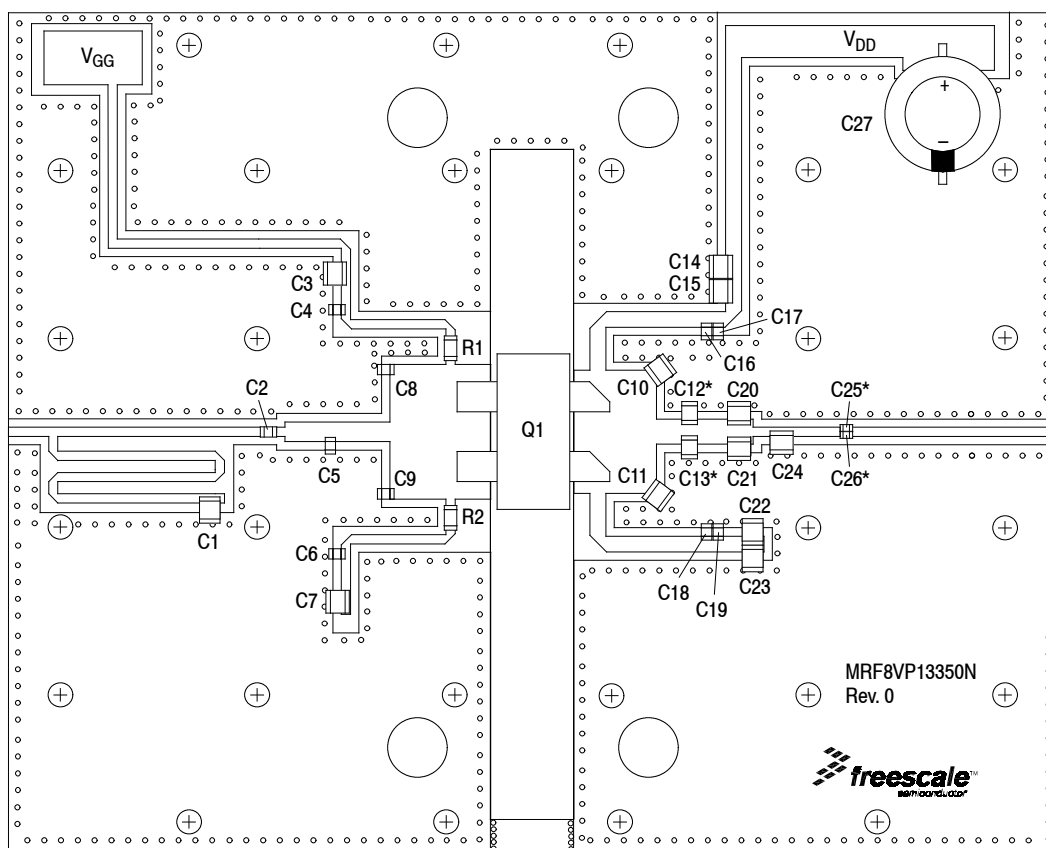 VGG
VDD
+
C27
−
C3
C14
C15
C4
C17
R1
C16
C2
C8
C10
C12*
C20
C25*
Q1
C5
C9
C11
C13*
C21
C24
C26*
C1
R2
C22
C6
C18
C19
C23
C7
MRF8VP13350N
Rev. 0
freescale™
semiconductor